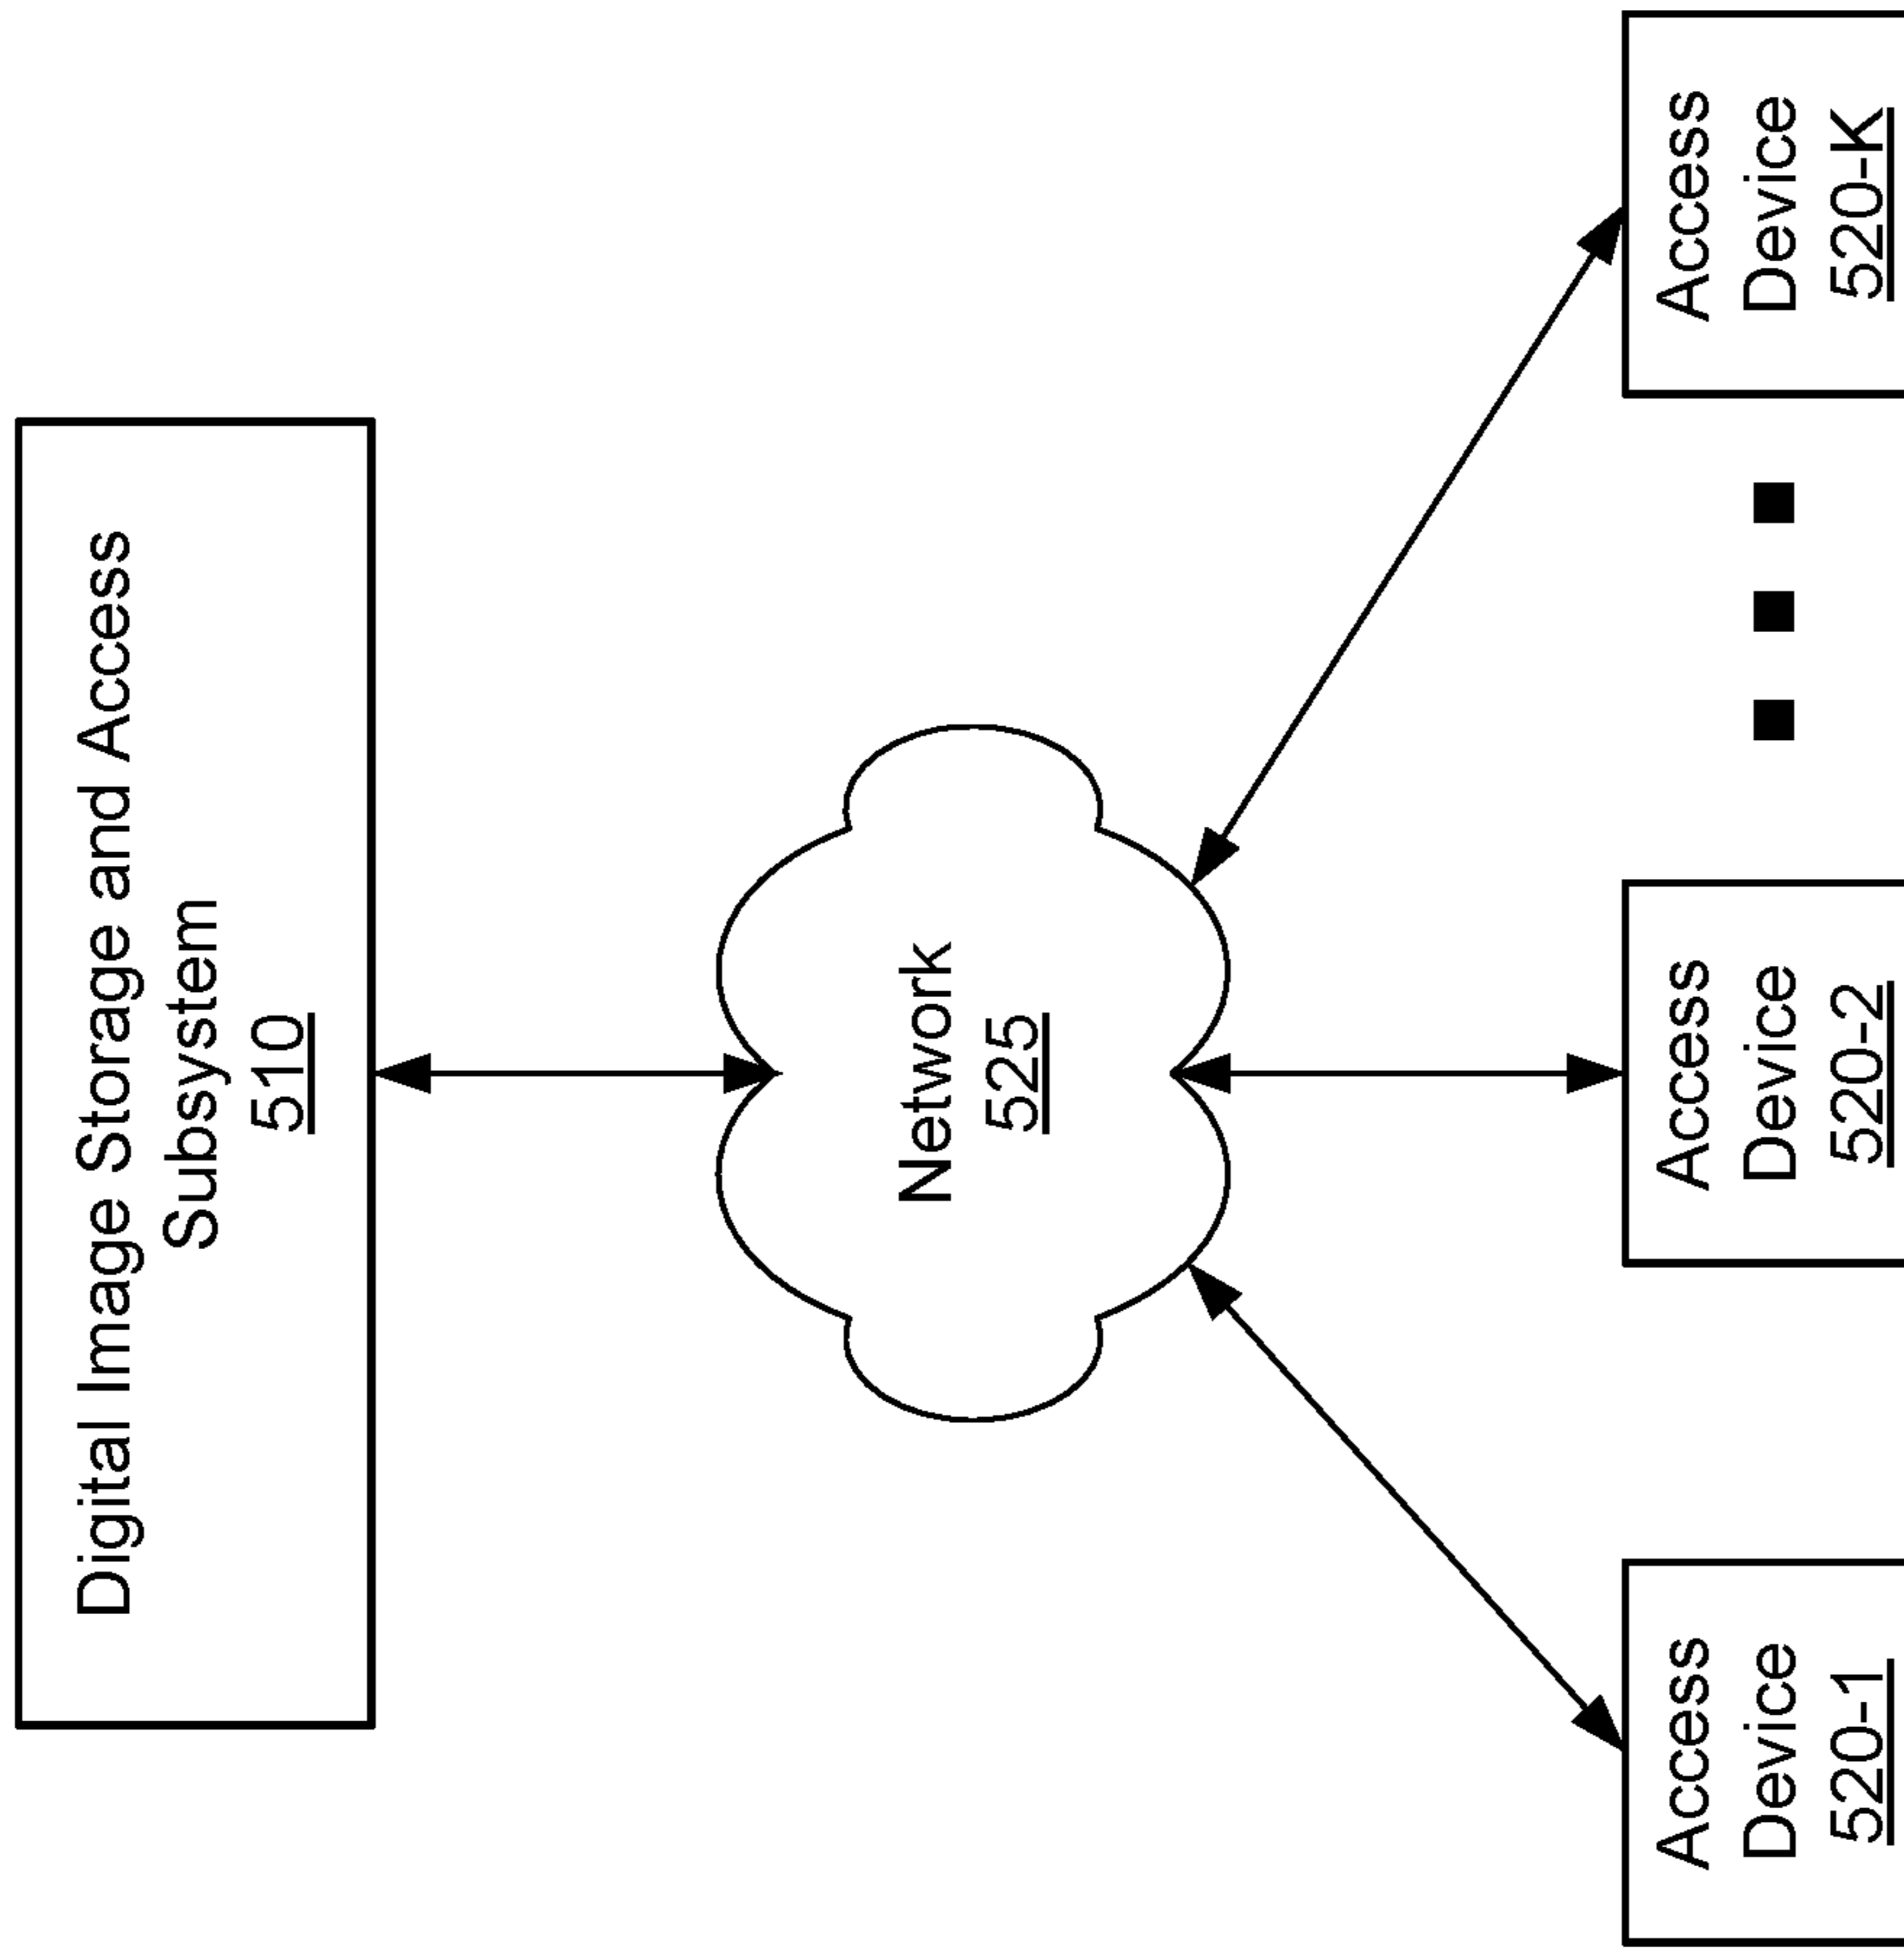 Digital Image Storage and Access
Subsystem
510
Network
525
Access
Device
520-1
Access
Device
520-2
Access
Device
520-K